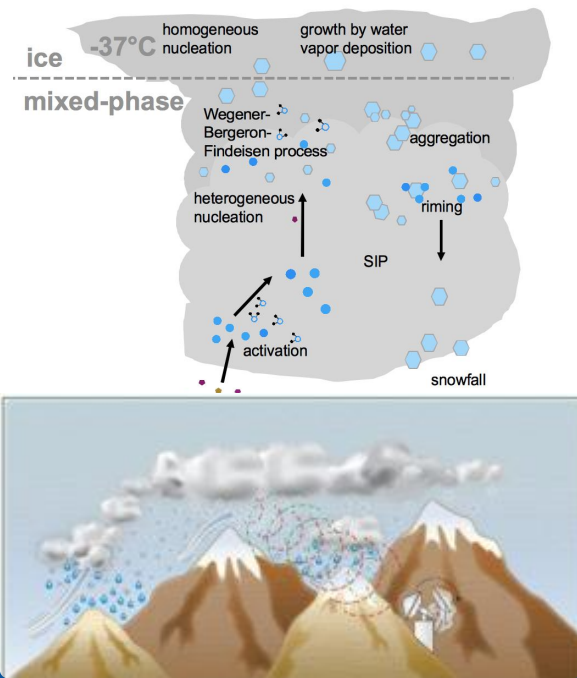 homogeneous
nucleation
growth by water
vapor deposition
-37°C
ice
mixed-phase
Wegener-
Bergeron-
Findeisen process
aggregation
heterogeneous
nucleation
riming
SIP
activation
snowfall